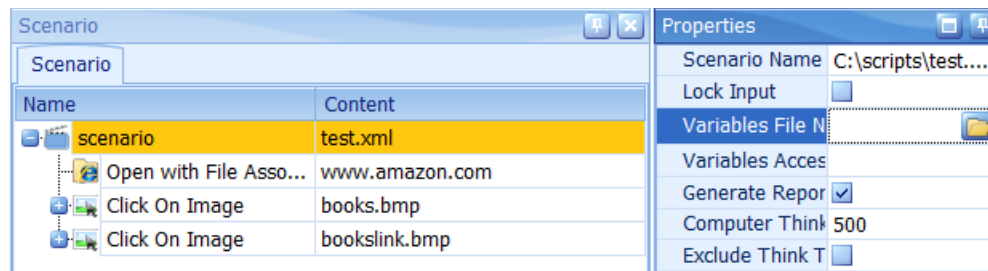 Scenario
Scenario
Name Content
scenario test.xml
Open with File Asso... www.amazon.com
Click On Image books.bmp
Click On Image bookslink.bmp
Properties
Scenario Name C:\scripts\test....
Lock Input
Variables File N
Variables Acces
Generate Repor
Computer Think 500
Exclude Think T